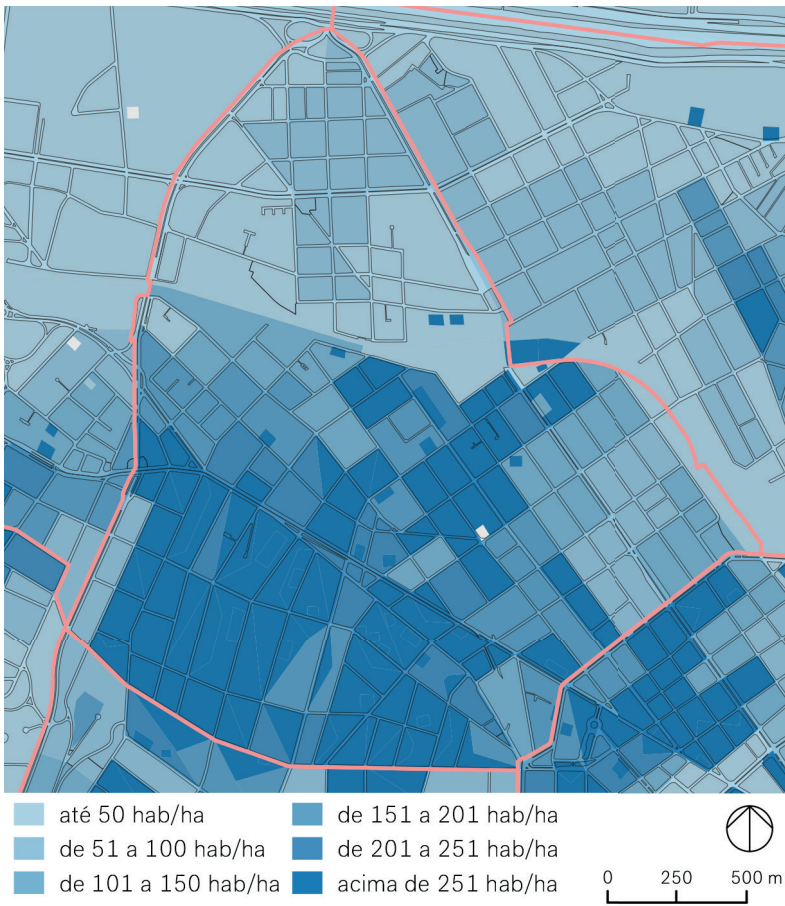 até 50 hab/ha
de 51 a 100 hab/ha
de 101 a 150 hab/ha
de 151 a 201 hab/ha
de 201 a 251 hab/ha
acima de 251 hab/ha
0 250 500 m